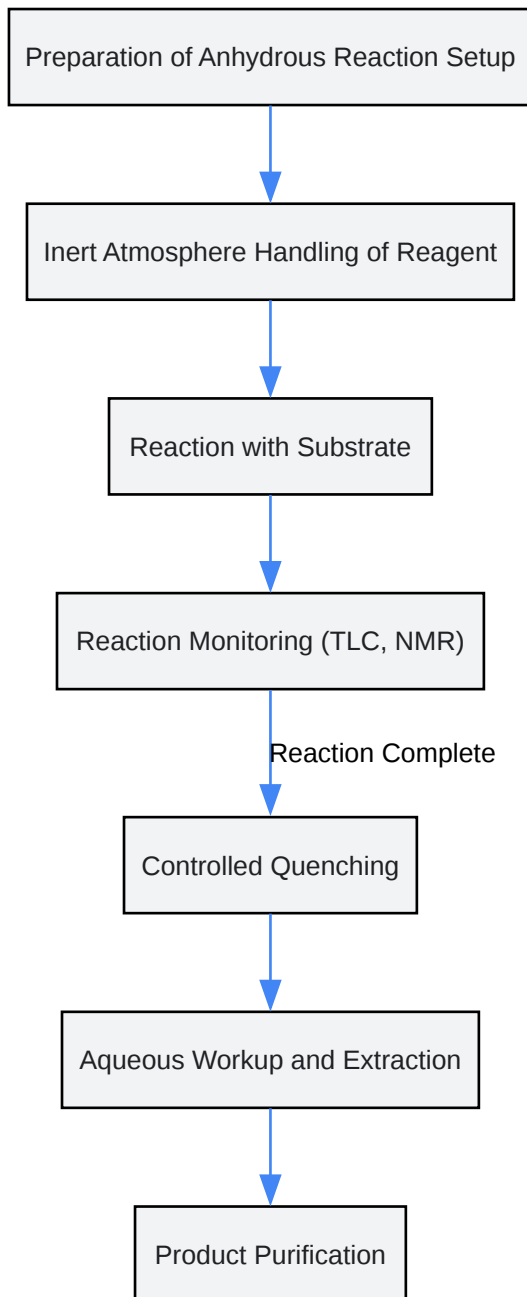 Preparation of Anhydrous Reaction Setup
Inert Atmosphere Handling of Reagent
Reaction with Substrate
Reaction Monitoring (TLC, NMR)
Reaction Complete
Controlled Quenching
Aqueous Workup and Extraction
Product Purification